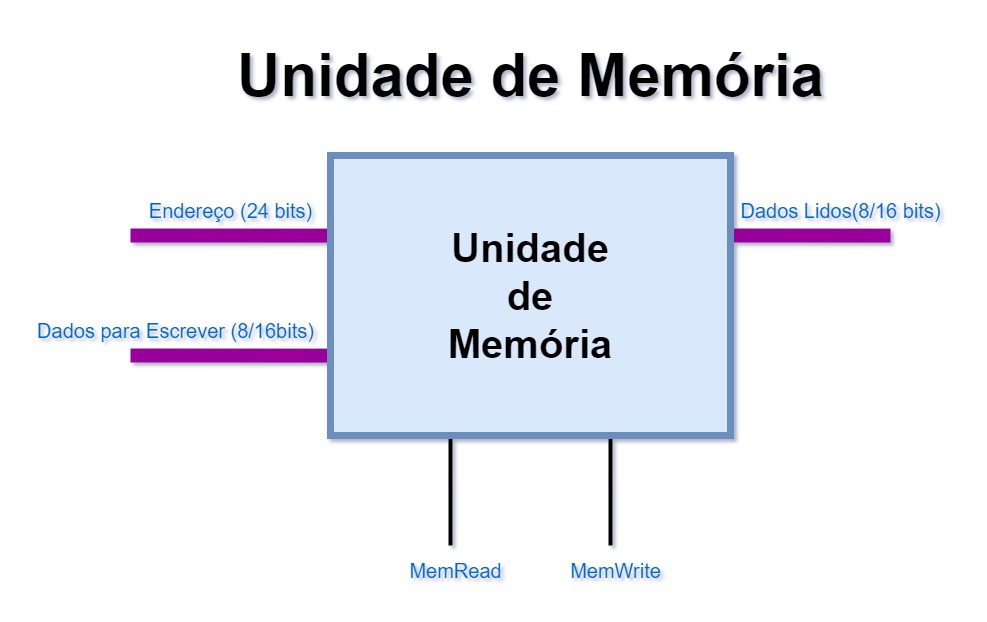 Unidade de Memória
Endereço (24 bits)
Dados Lidos(8/16 bits)
Unidade
de
Memória
Dados para Escrever (8/16bits)
MemRead
MemWrite